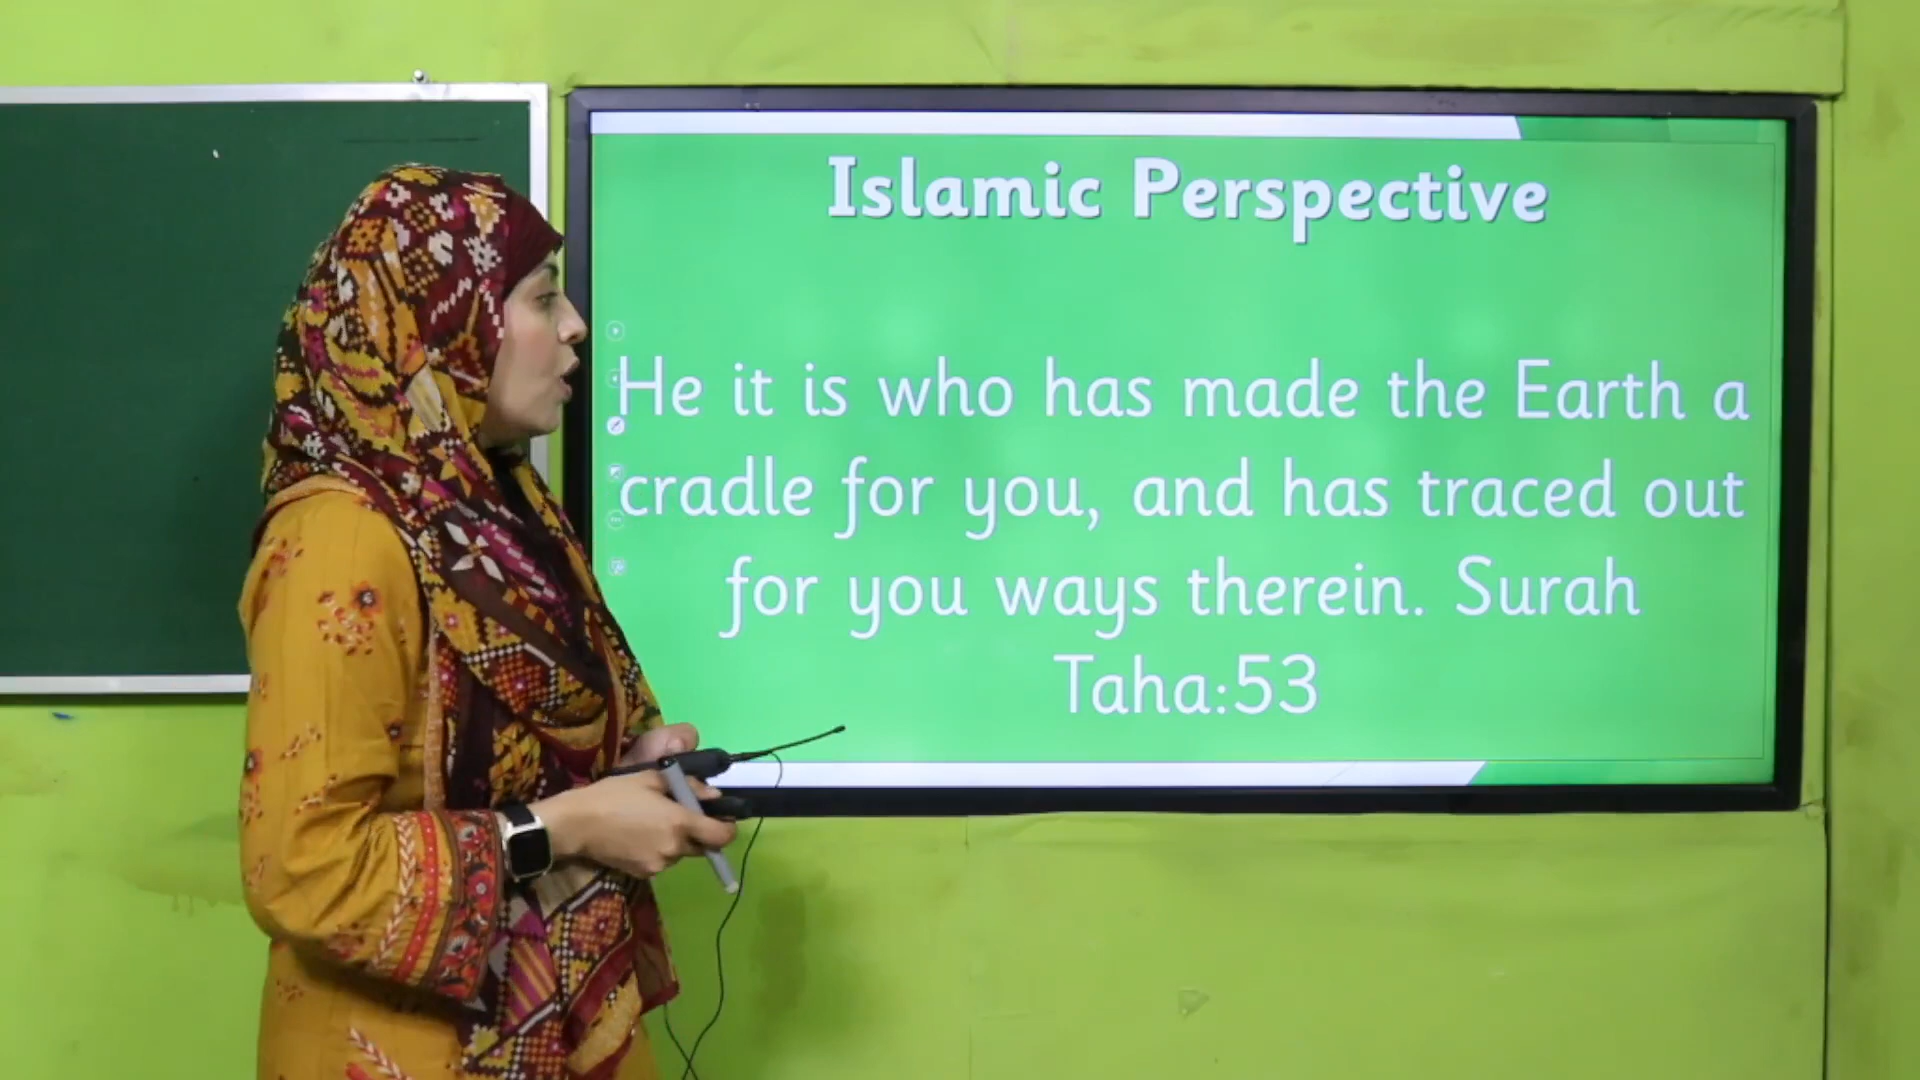 Islamic Perspective
He it is who has made the Earth a
cradle for you, and has traced out
for you ways therein. Surah
Taha:53